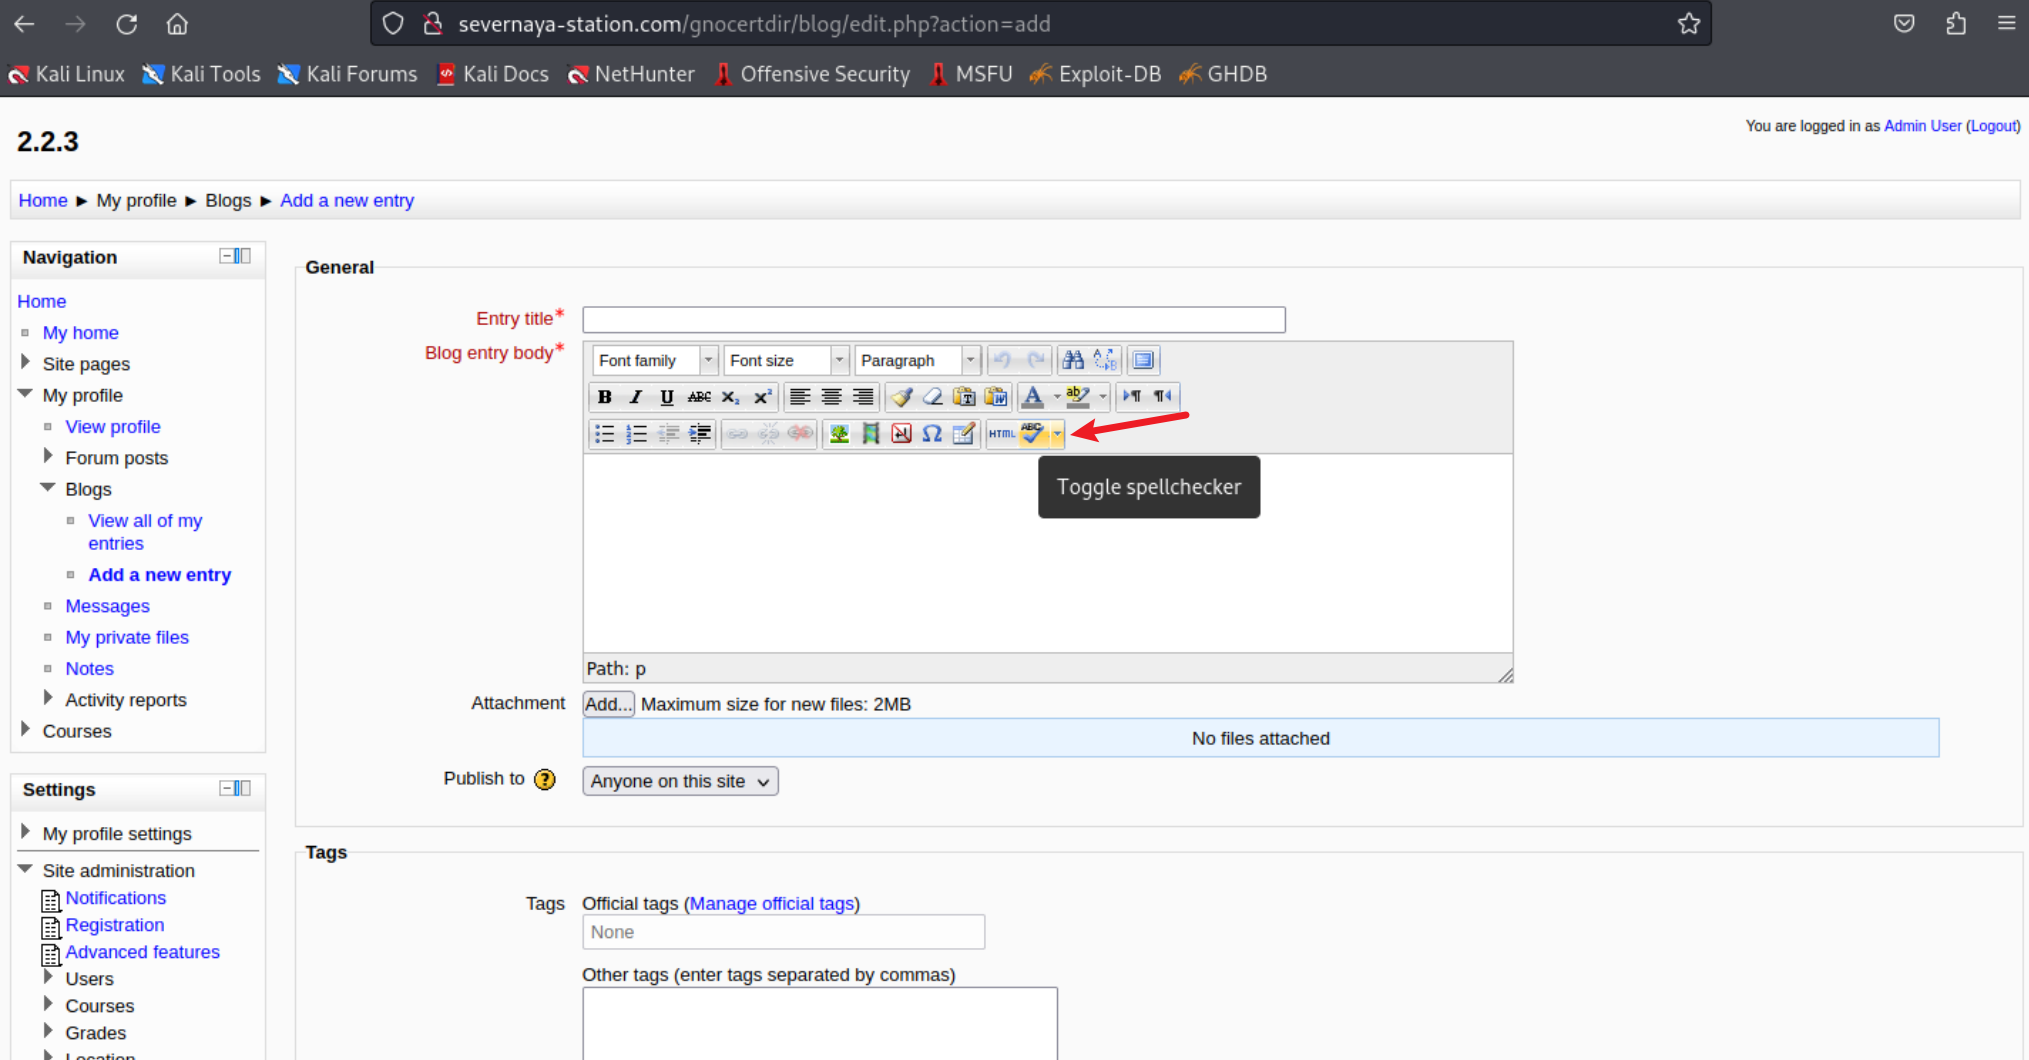 severnaya-station.com/gnocertdir/blog/edit.php?action=add
Kali Linux Kali Tools Kali Forums Kali Docs NetHunter Offensive Security MSFU Exploit-DB GHDB
2.2.3
You are logged in as Admin User (Logout)
Home ► My profile ► Blogs ► Add a new entry
Navigation
Home
My home
Site pages
My profile
View profile
Forum posts
Blogs
View all of my
entries
Add a new entry
Messages
My private files
Notes
Activity reports
Courses
Settings
My profile settings
Site administration
Notifications
Registration
Advanced features
Users
Courses
Grades
Location
General
Entry title*
Blog entry body*
Font family Font size Paragraph
B I U ABC x₂ x² A ab
HTML ABC
Toggle spellchecker
Path: p
Attachment Add... Maximum size for new files: 2MB
No files attached
Publish to ? Anyone on this site
Tags
Tags Official tags (Manage official tags)
None
Other tags (enter tags separated by commas)